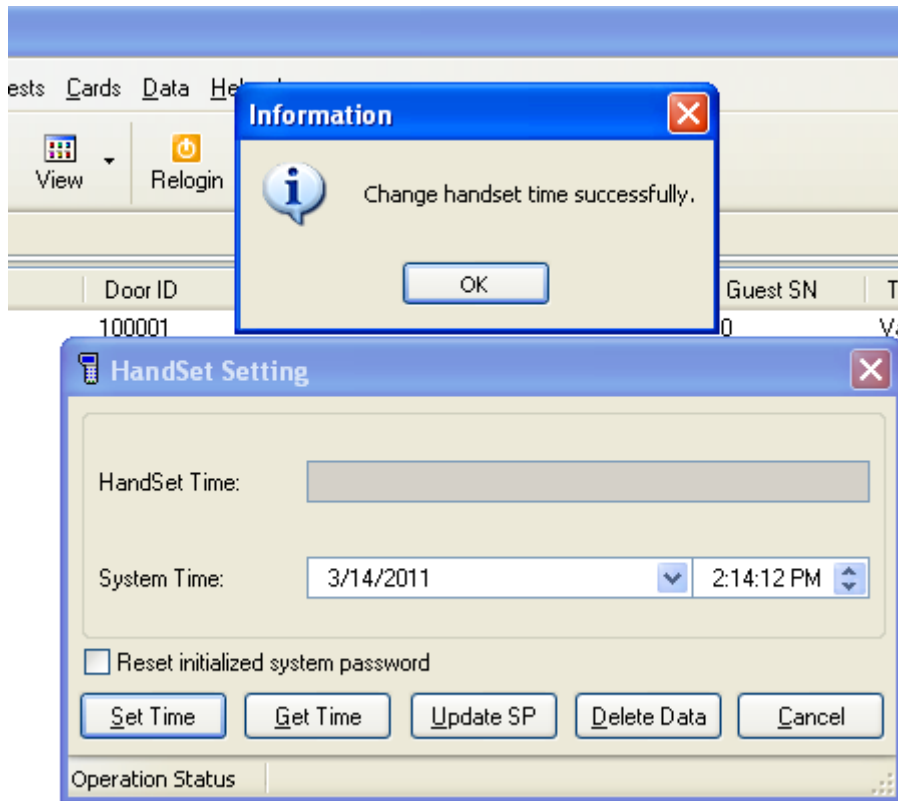 ests Cards Data
Information
View
Relogin
Change handset time successfully.
OK
Door ID
Guest SN
T
100001
0
HandSet Setting
HandSet Time:
System Time:
3/14/2011
2:14:12 PM
Reset initialized system password
Set Time
Get Time
Update SP
Delete Data
Cancel
Operation Status